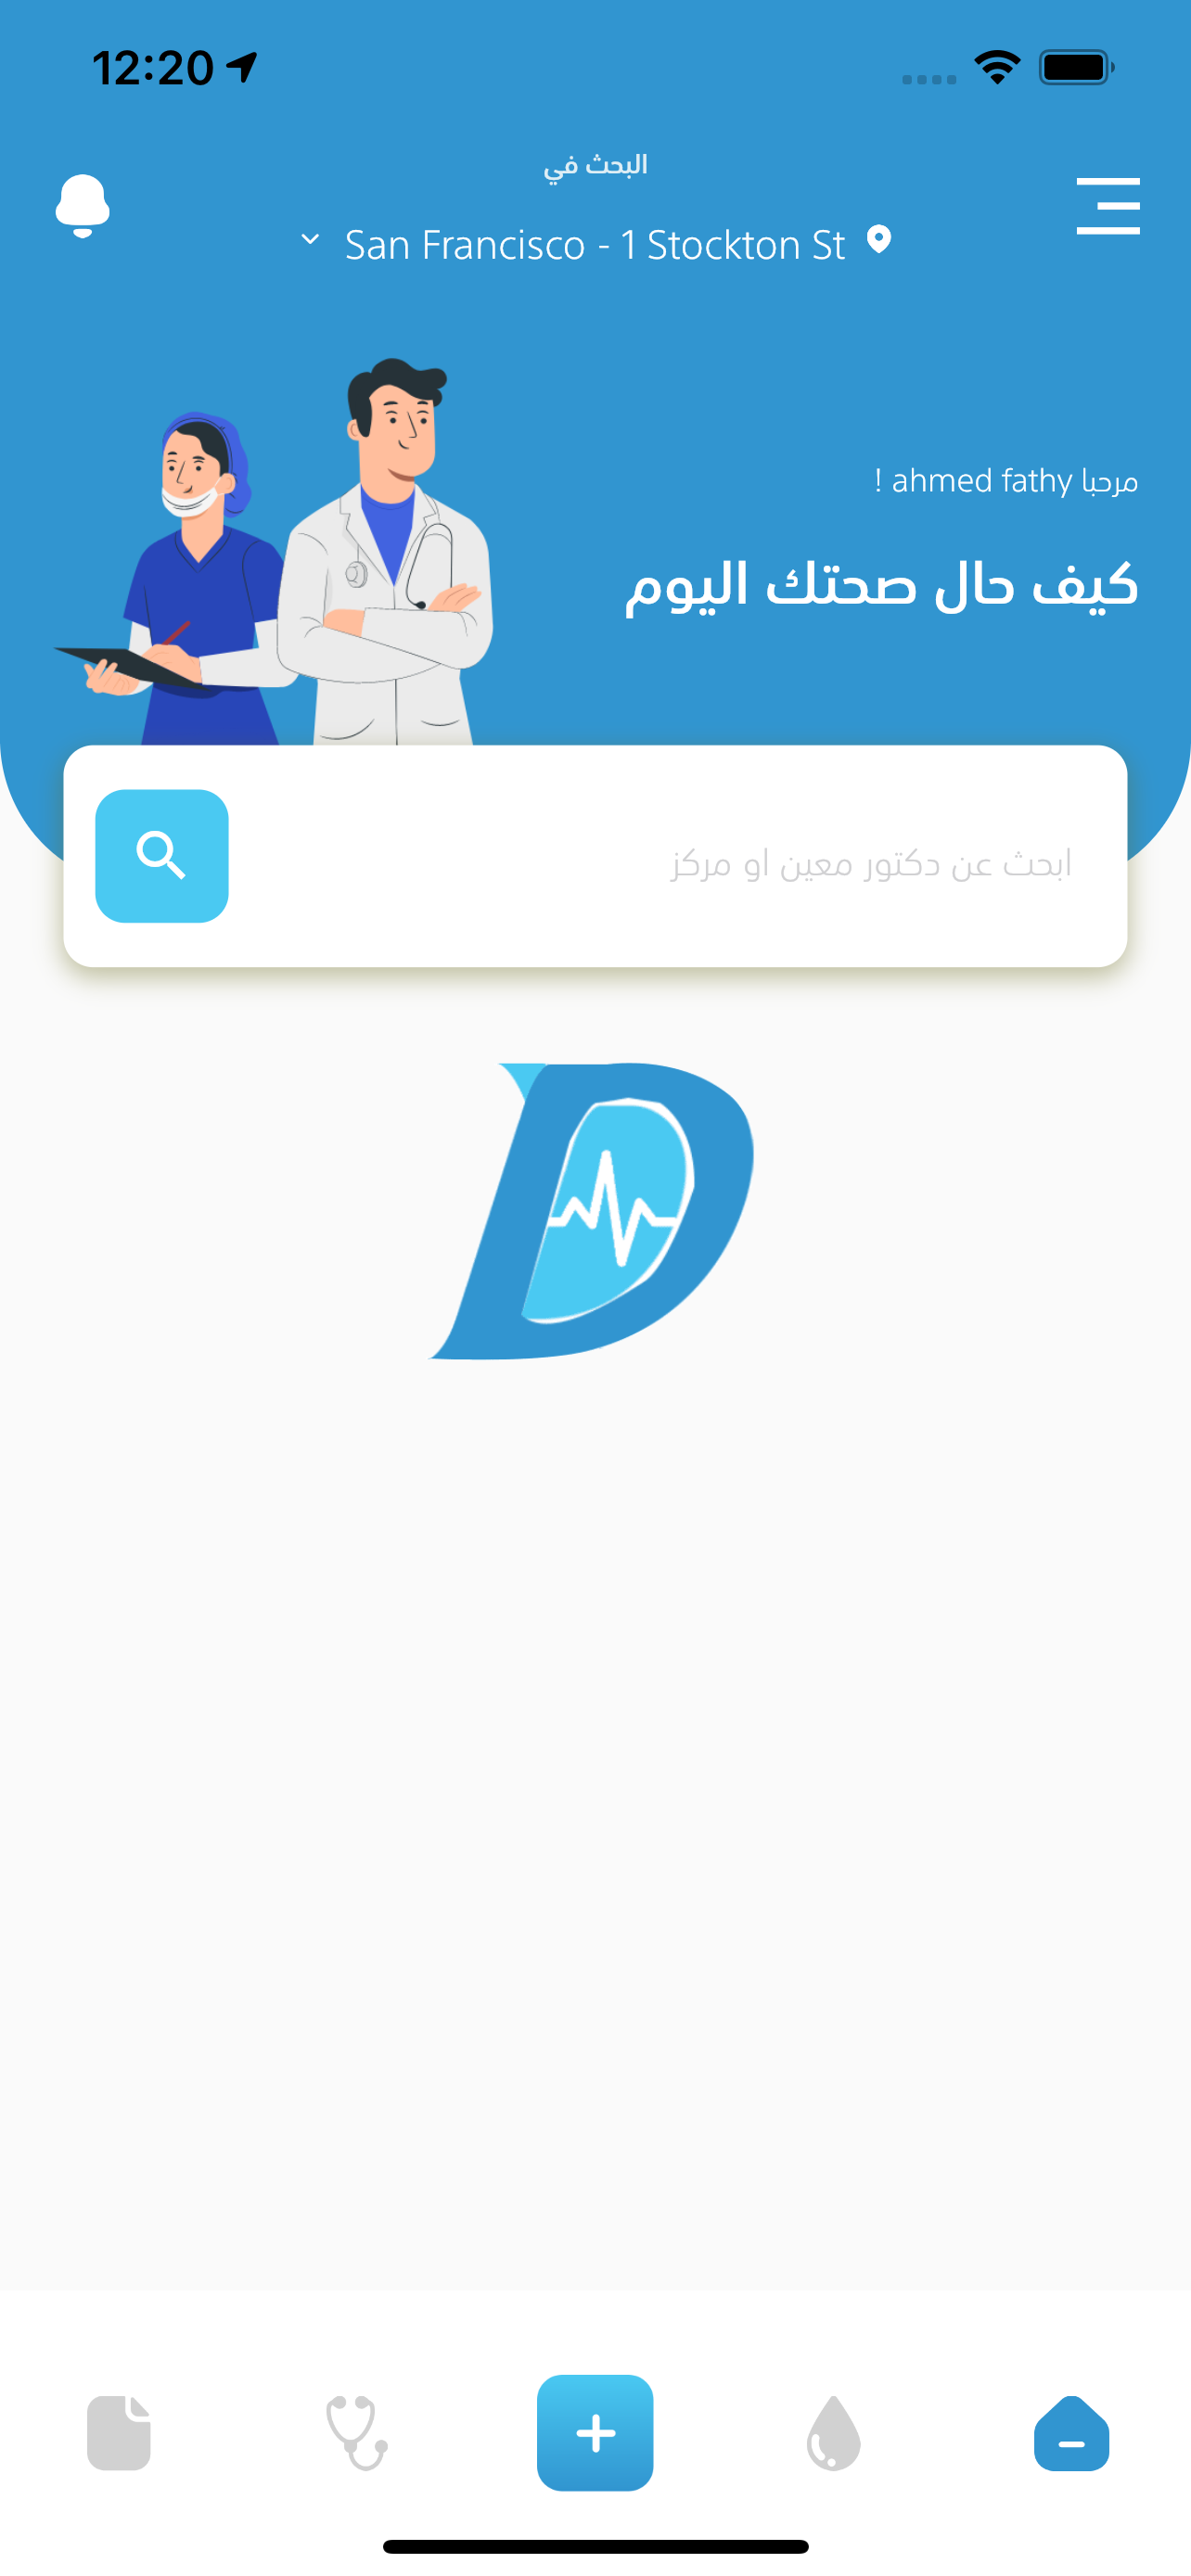 12:20
البحث في
San Francisco - 1 Stockton St
مرحبا ahmed fathy !
كيف حال صحتك اليوم
ابحث عن دكتور معين او مركز